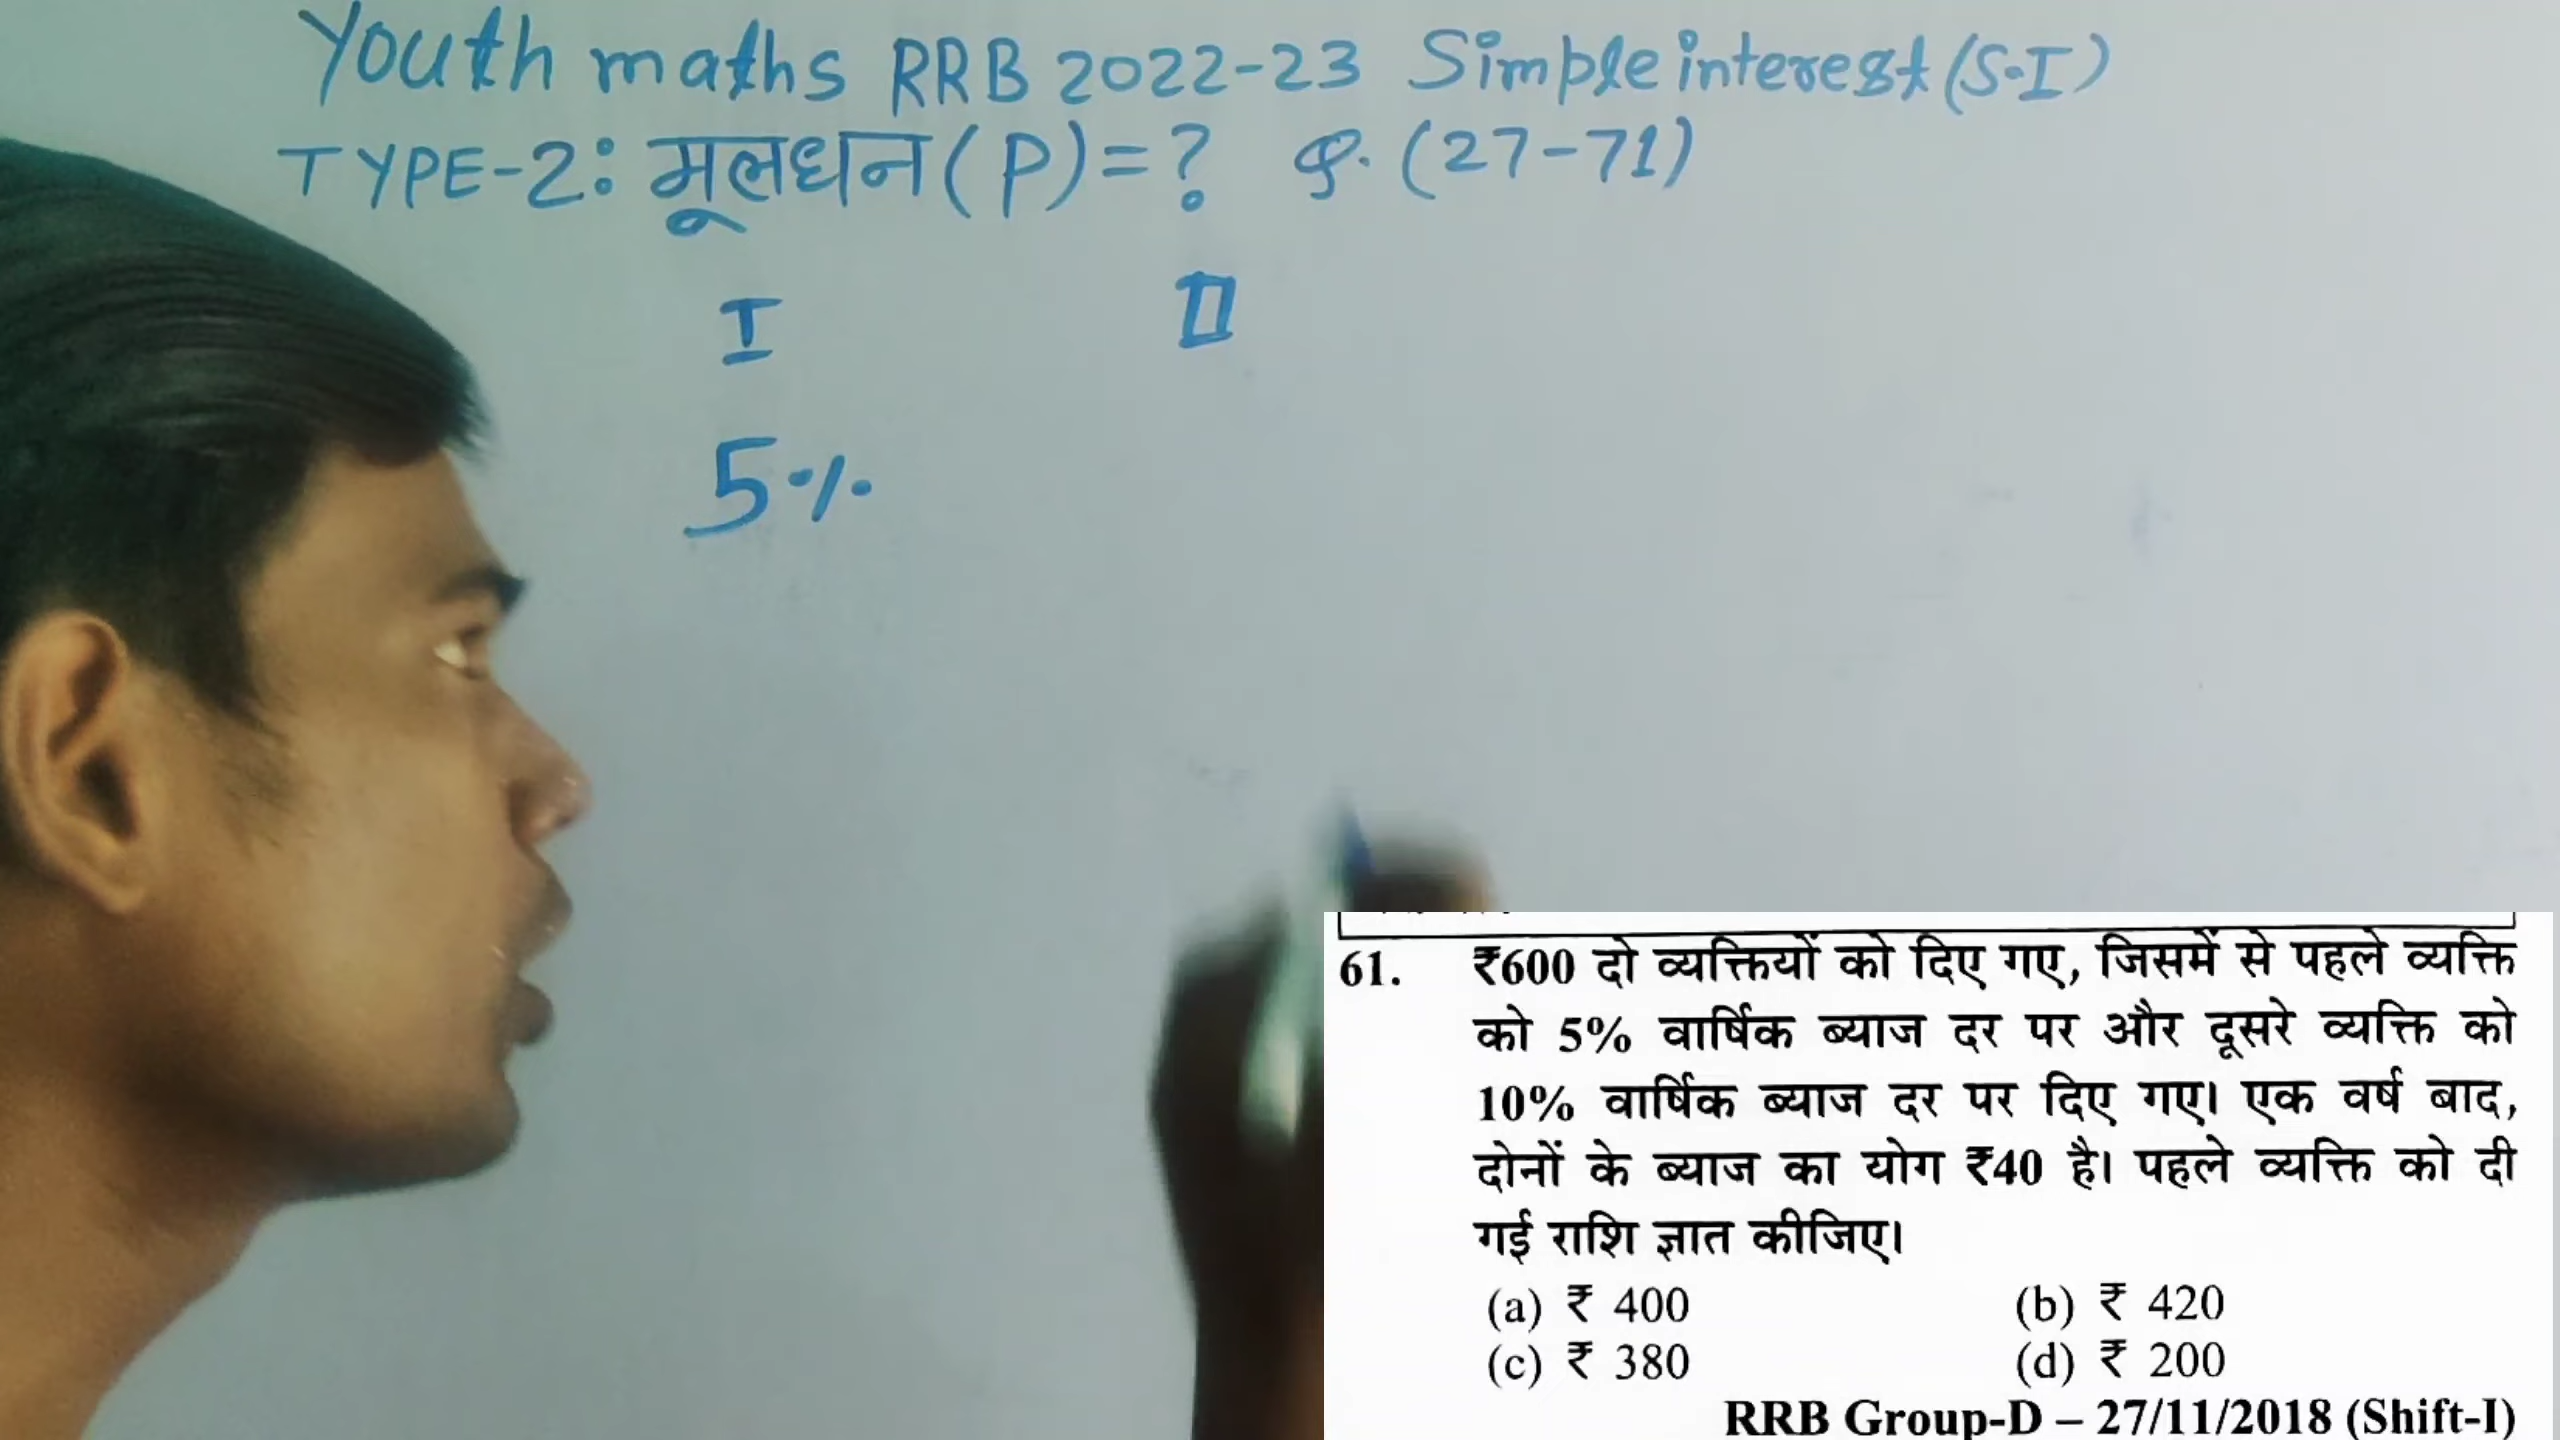 Youth maths RRB 2022-23 Simple interest (S.I)
TYPE-2: मूलधन (P) = ? क्र. (27-71)
I II
5%
61. ₹600 दो व्यक्तियों को दिए गए, जिसमें से पहले व्यक्ति
को 5% वार्षिक ब्याज दर पर और दूसरे व्यक्ति को
10% वार्षिक ब्याज दर पर दिए गए। एक वर्ष बाद,
दोनों के ब्याज का योग ₹40 है। पहले व्यक्ति को दी
गई राशि ज्ञात कीजिए।
(a) ₹ 400 (b) ₹ 420
(c) ₹ 380 (d) ₹ 200
RRB Group-D – 27/11/2018 (Shift-I)